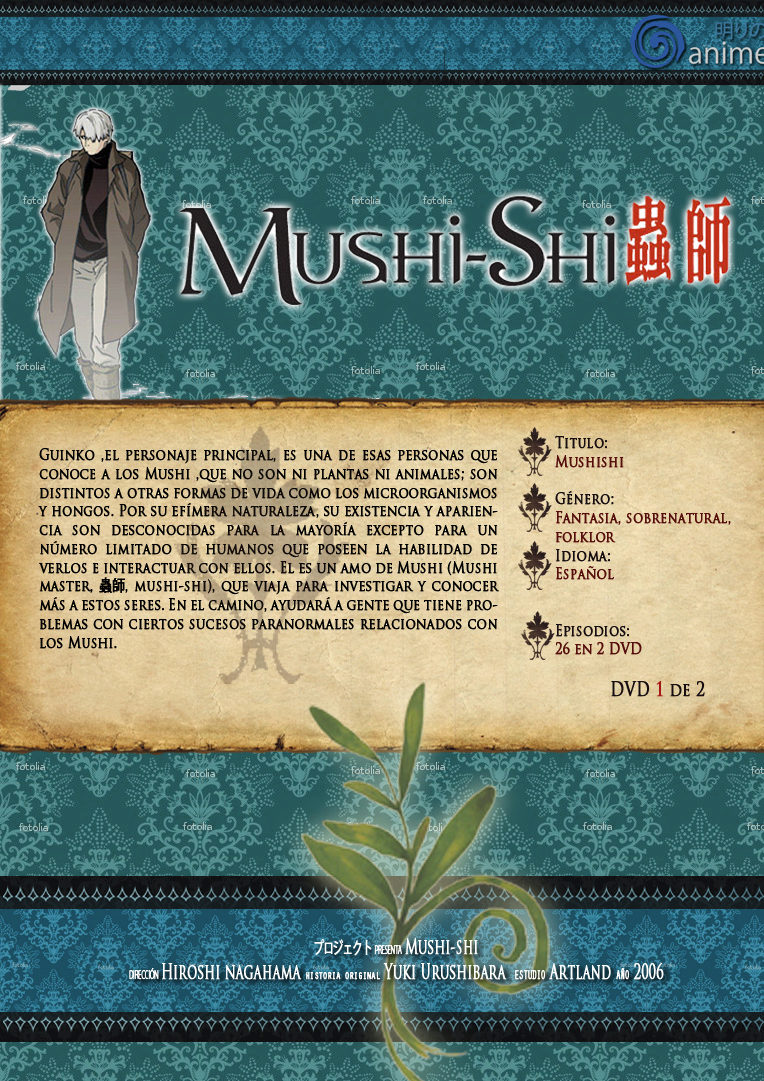 明りの
anime
MUSHi-SHi蟲師
GUINKO ,EL PERSONAJE PRINCIPAL, ES UNA DE ESAS PERSONAS QUE
CONOCE A LOS MUSHI ,QUE NO SON NI PLANTAS NI ANIMALES; SON
DISTINTOS A OTRAS FORMAS DE VIDA COMO LOS MICROORGANISMOS
Y HONGOS. POR SU EFÍMERA NATURALEZA, SU EXISTENCIA Y APARIEN-
CIA SON DESCONOCIDAS PARA LA MAYORÍA EXCEPTO PARA UN
NÚMERO LIMITADO DE HUMANOS QUE POSEEN LA HABILIDAD DE
VERLOS E INTERACTUAR CON ELLOS. EL ES UN AMO DE MUSHI (MUSHI
MASTER, 蟲師, MUSHI-SHI), QUE VIAJA PARA INVESTIGAR Y CONOCER
MÁS A ESTOS SERES. EN EL CAMINO, AYUDARÁ A GENTE QUE TIENE PRO-
BLEMAS CON CIERTOS SUCESOS PARANORMALES RELACIONADOS CON
LOS MUSHI.
TITULO:
MUSHISHI
GÉNERO:
FANTASIA, SOBRENATURAL,
FOLKLOR
IDIOMA:
ESPAÑOL
EPISODIOS:
26 EN 2 DVD
DVD 1 DE 2
プロジェクト PRESENTA MUSHI-SHI
DIRECCIÓN HIROSHI NAGAHAMA HISTORIA ORIGINAL YUKI URUSHIBARA ESTUDIO ARTLAND AÑO 2006
fotolia